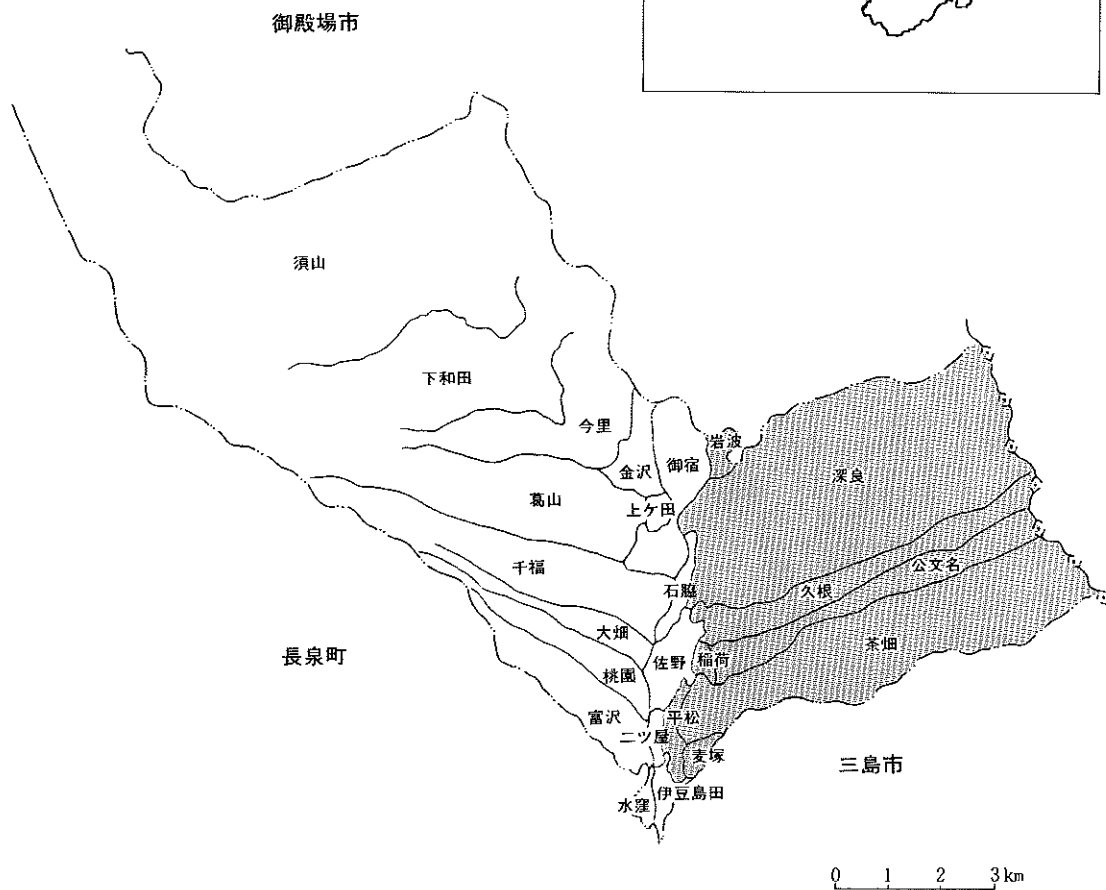 御殿場市
須山
下和田
今里
岩波
金沢
御宿
深良
葛山
上ケ田
千福
公文名
石脇
久根
大畑
茶畑
佐野
稲荷
長泉町
桃園
富沢
平松
二ツ屋
麦塚
三島市
伊豆島田
水窪
0 1 2 3 km